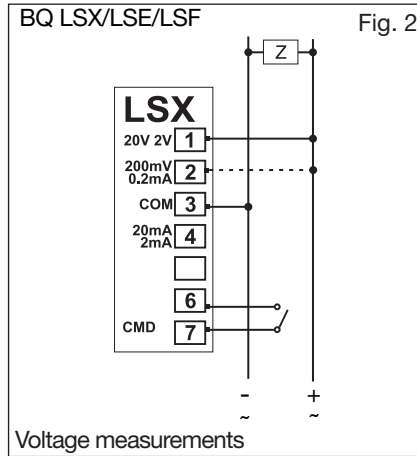 BQ LSX/LSE/LSF
Fig. 2
Z
LSX
20V 2V 1
200mV
0.2mA 2
COM 3
20mA
2mA 4
6
CMD 7
- +
~ ~
Voltage measurements